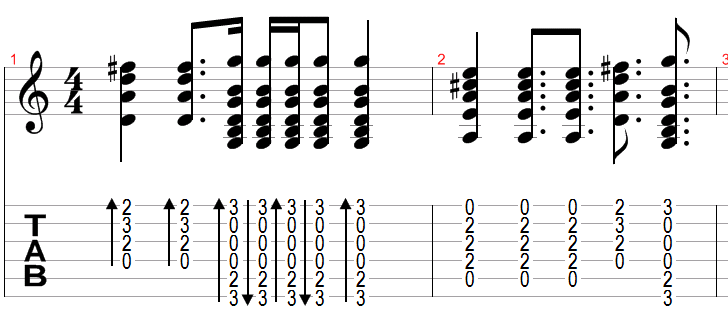 1 2 3
4
4
2 2 3 3 3 3 3 0 0 0 2 3
T 3 3 0 0 0 0 0 2 2 2 3 0
A 2 2 0 0 0 0 0 2 2 2 2 0
0 0 0 0 0 0 0 2 2 2 0 0
B 2 2 2 2 2 0 0 0 2
3 3 3 3 3 3